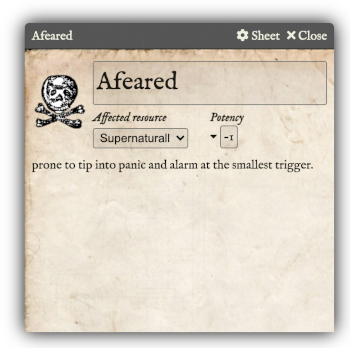 Afeared Sheet Close
Afeared
Affected resource Potency
Supernaturall -1
prone to tip into panic and alarm at the smallest trigger.